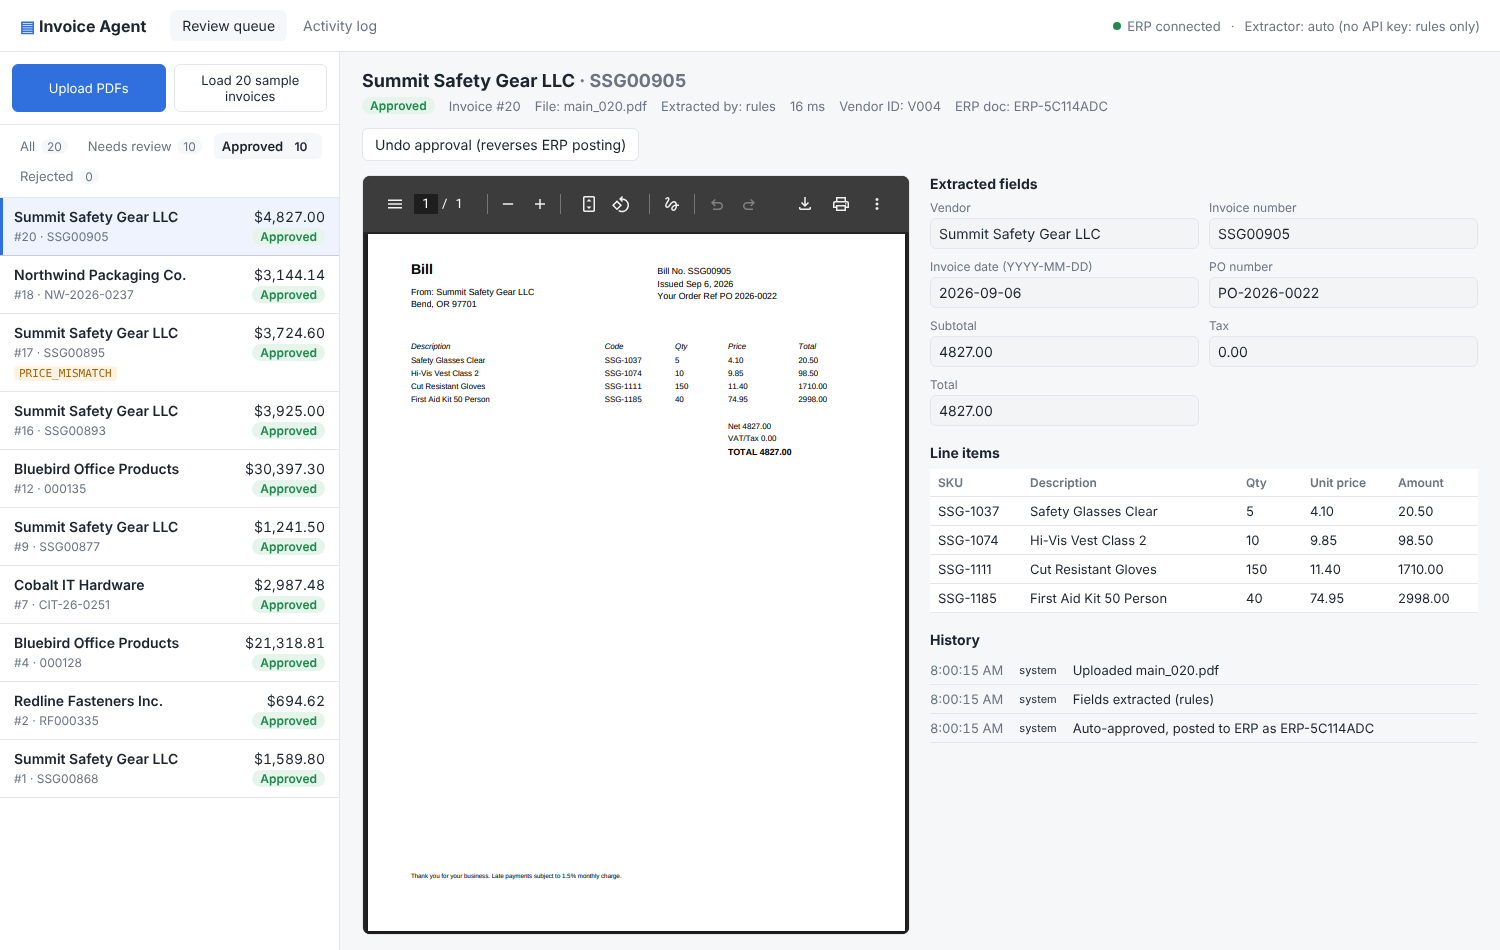 Invoice Agent
Review queue
Activity log
ERP connected · Extractor: auto (no API key: rules only)
Upload PDFs
Load 20 sample
invoices
All 20
Needs review 10
Approved 10
Rejected 0
Summit Safety Gear LLC $4,827.00
#20 · SSG00905 Approved
Northwind Packaging Co. $3,144.14
#18 · NW-2026-0237 Approved
Summit Safety Gear LLC $3,724.60
#17 · SSG00895 Approved
PRICE_MISMATCH
Summit Safety Gear LLC $3,925.00
#16 · SSG00893 Approved
Bluebird Office Products $30,397.30
#12 · 000135 Approved
Summit Safety Gear LLC $1,241.50
#9 · SSG00877 Approved
Cobalt IT Hardware $2,987.48
#7 · CIT-26-0251 Approved
Bluebird Office Products $21,318.81
#4 · 000128 Approved
Redline Fasteners Inc. $694.62
#2 · RF000335 Approved
Summit Safety Gear LLC $1,589.80
#1 · SSG00868 Approved
Summit Safety Gear LLC · SSG00905
Approved Invoice #20 File: main_020.pdf Extracted by: rules 16 ms Vendor ID: V004 ERP doc: ERP-5C114ADC
Undo approval (reverses ERP posting)
1 / 1
Bill
From: Summit Safety Gear LLC
Bend, OR 97701
Bill No. SSG00905
Issued Sep 6, 2026
Your Order Ref PO 2026-0022
Description Code Qty Price Total
Safety Glasses Clear SSG-1037 5 4.10 20.50
Hi-Vis Vest Class 2 SSG-1074 10 9.85 98.50
Cut Resistant Gloves SSG-1111 150 11.40 1710.00
First Aid Kit 50 Person SSG-1185 40 74.95 2998.00
Net 4827.00
VAT/Tax 0.00
TOTAL 4827.00
Thank you for your business. Late payments subject to 1.5% monthly charge.
Extracted fields
Vendor Invoice number
Summit Safety Gear LLC SSG00905
Invoice date (YYYY-MM-DD) PO number
2026-09-06 PO-2026-0022
Subtotal Tax
4827.00 0.00
Total
4827.00
Line items
SKU Description Qty Unit price Amount
SSG-1037 Safety Glasses Clear 5 4.10 20.50
SSG-1074 Hi-Vis Vest Class 2 10 9.85 98.50
SSG-1111 Cut Resistant Gloves 150 11.40 1710.00
SSG-1185 First Aid Kit 50 Person 40 74.95 2998.00
History
8:00:15 AM system Uploaded main_020.pdf
8:00:15 AM system Fields extracted (rules)
8:00:15 AM system Auto-approved, posted to ERP as ERP-5C114ADC